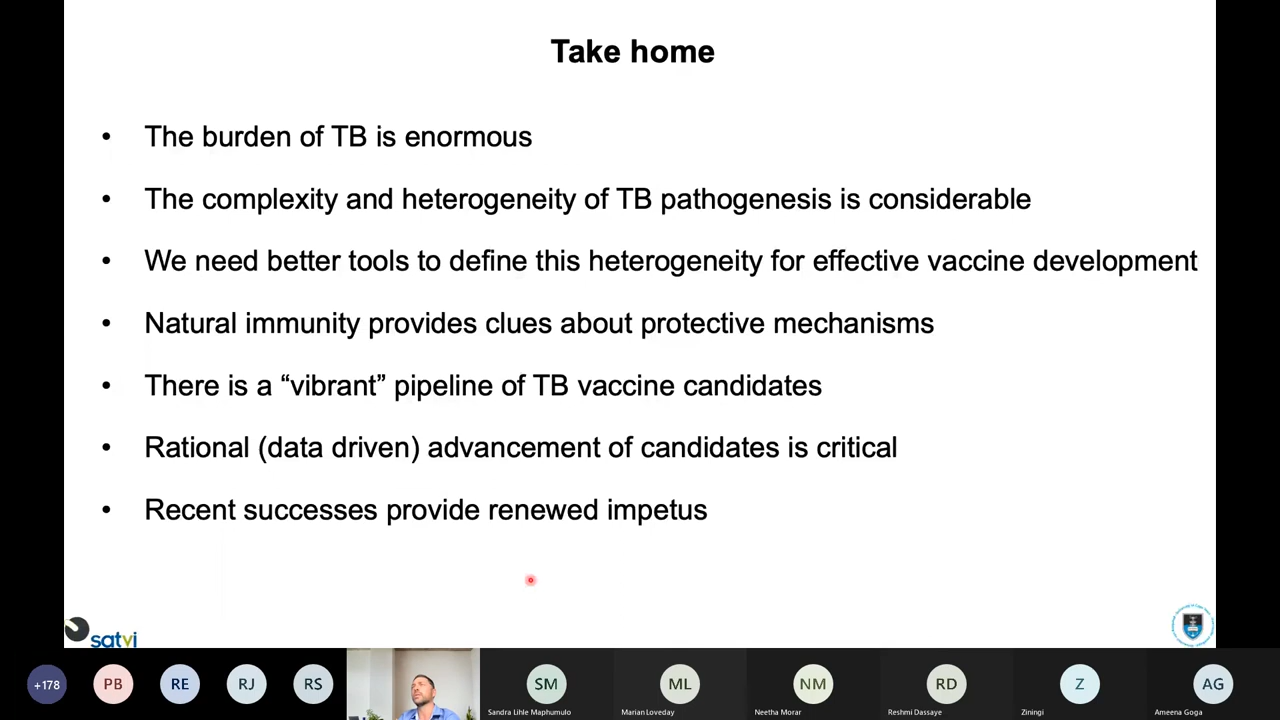 Take home
• The burden of TB is enormous
• The complexity and heterogeneity of TB pathogenesis is considerable
• We need better tools to define this heterogeneity for effective vaccine development
• Natural immunity provides clues about protective mechanisms
• There is a “vibrant” pipeline of TB vaccine candidates
• Rational (data driven) advancement of candidates is critical
• Recent successes provide renewed impetus
satvi
+178 PB RE RJ RS SM ML NM RD Z AG
Sandra Lihle Maphumulo Marian Loveday Neetha Morar Reshmi Dassaye Ziningi Ameena Goga